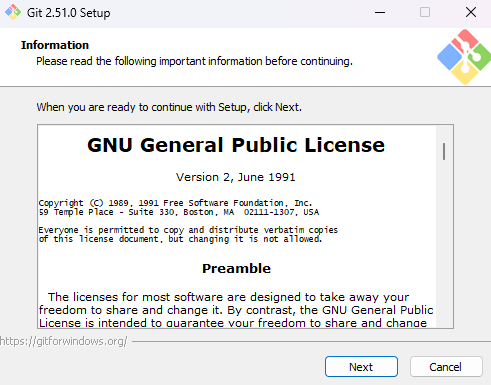 Git 2.51.0 Setup
Information
Please read the following important information before continuing.
When you are ready to continue with Setup, click Next.
GNU General Public License
Version 2, June 1991
Copyright (C) 1989, 1991 Free Software Foundation, Inc.
59 Temple Place - Suite 330, Boston, MA  02111-1307, USA
Everyone is permitted to copy and distribute verbatim copies
of this license document, but changing it is not allowed.
Preamble
The licenses for most software are designed to take away your
freedom to share and change it. By contrast, the GNU General Public
License is intended to guarantee your freedom to share and change
https://gitforwindows.org/
Next
Cancel